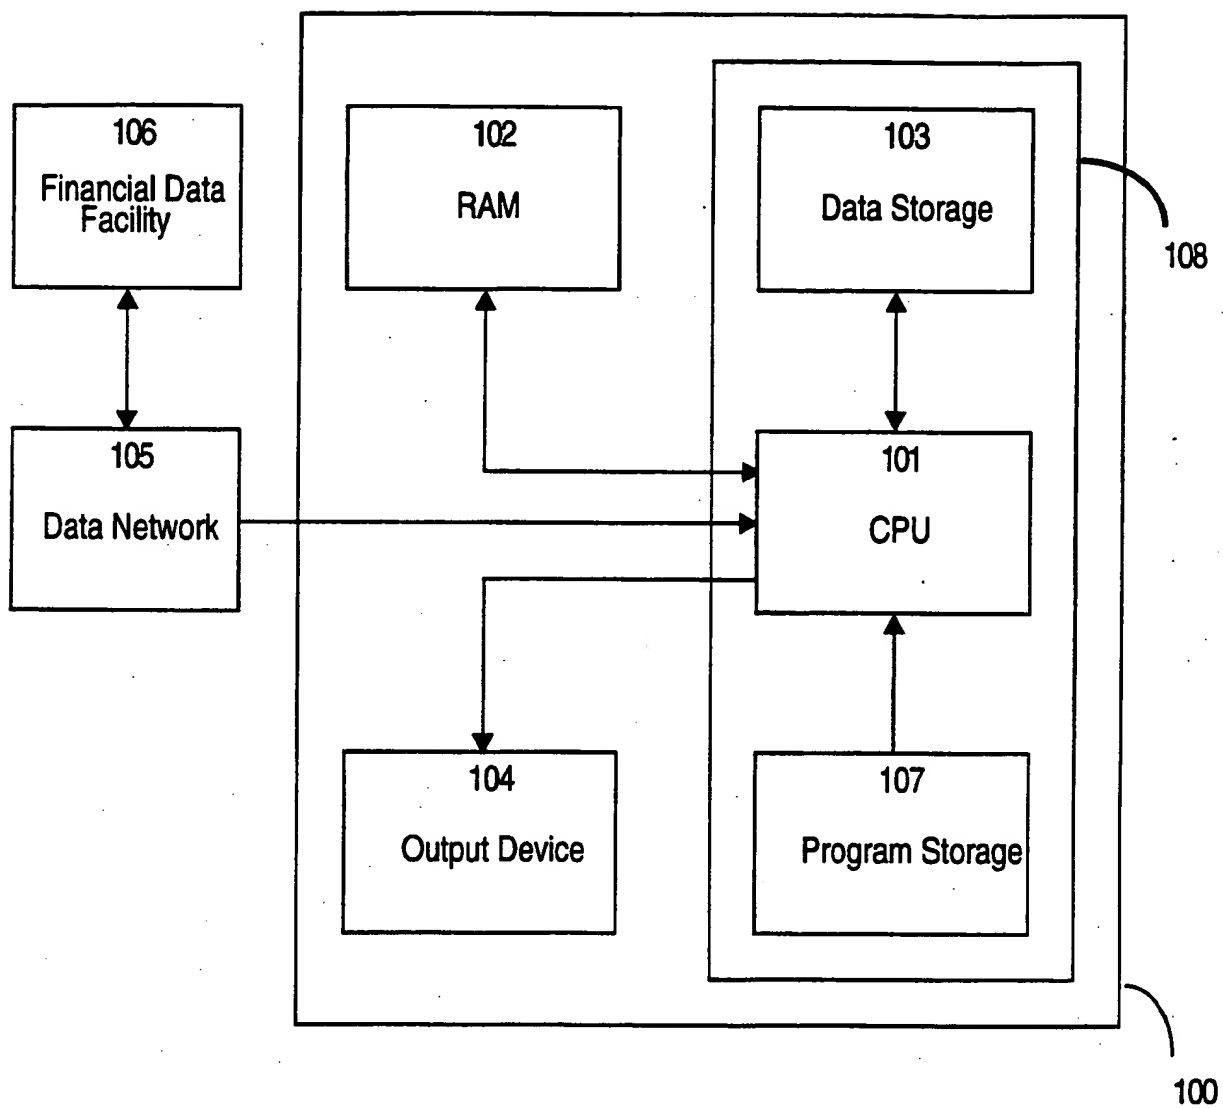 106
Financial Data
Facility
102
RAM
103
Data Storage
108
105
Data Network
101
CPU
104
Output Device
107
Program Storage
100